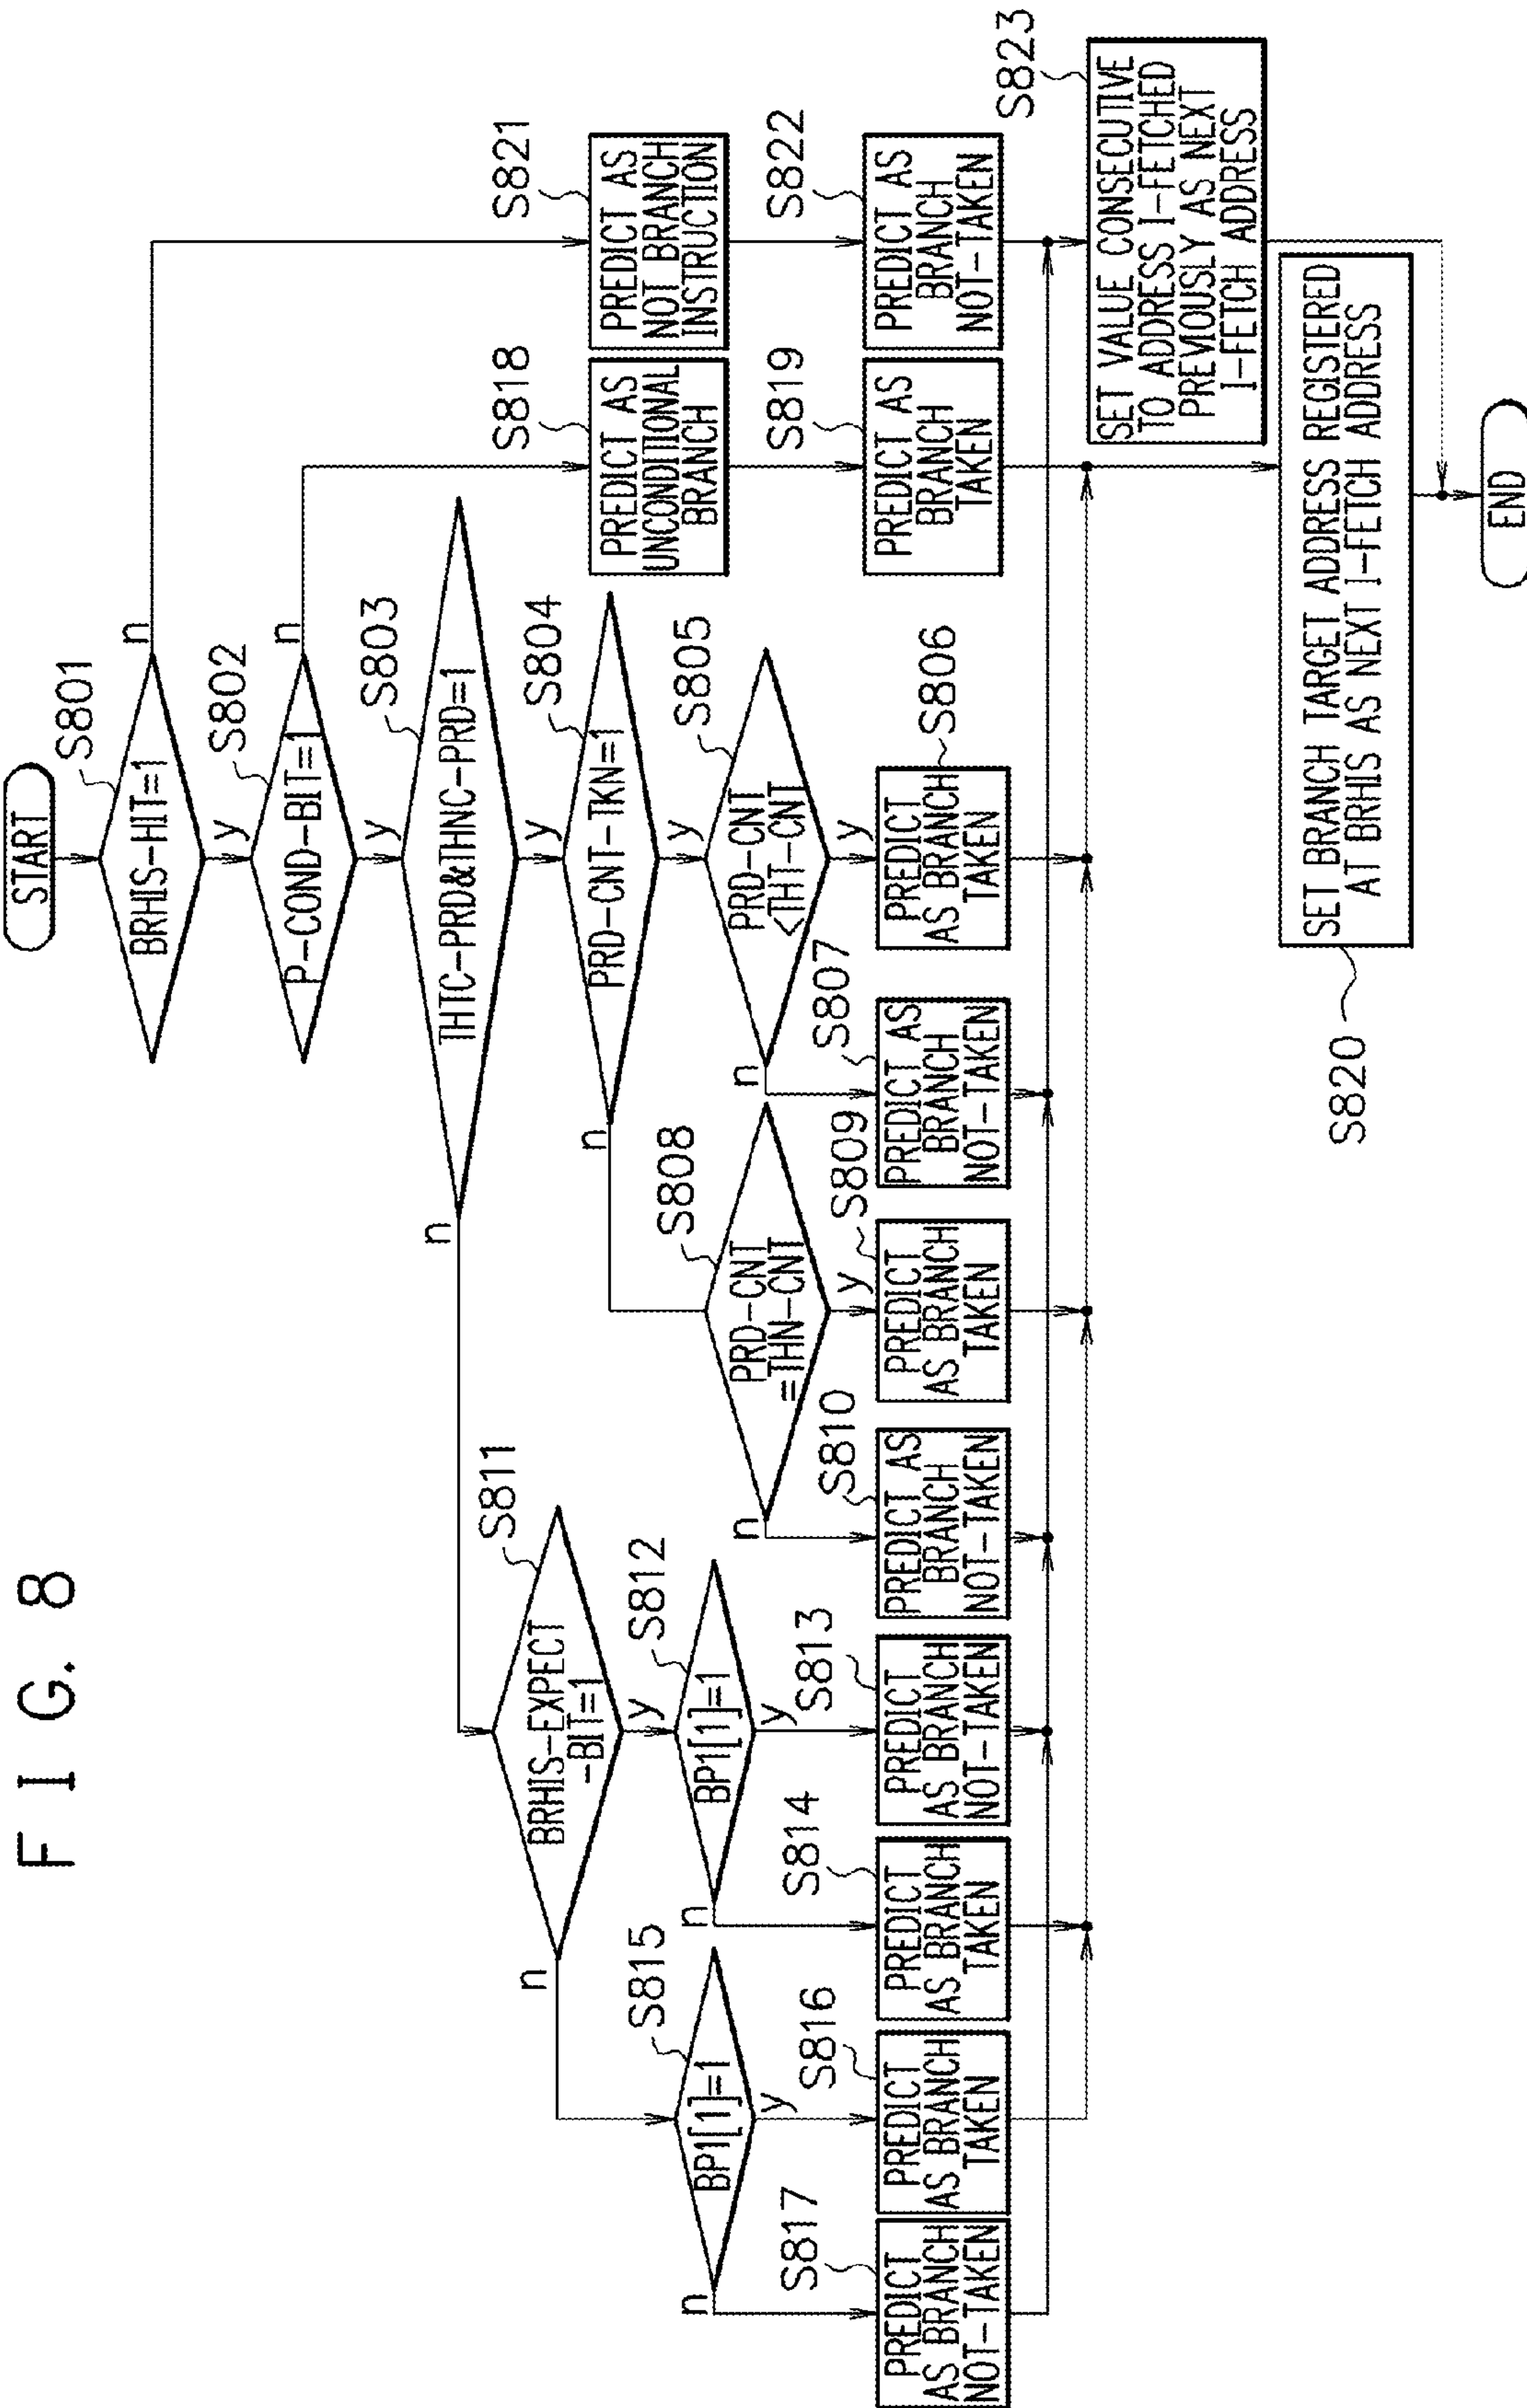 F I G. 8
START
S801
BRHIS-HIT=1
n
y
S802
P-COND-BIT=1
n
y
S803
THTC-PRD&THNC-PRD=1
n
y
S804
PRD-CNT-TKN=1
n
y
S805
PRD-CNT
<THT-CNT
n
y
S806
PREDICT
AS BRANCH
TAKEN
S807
PREDICT AS
BRANCH
NOT-TAKEN
S808
PRD-CNT
=THN-CNT
n
y
S809
PREDICT
AS BRANCH
TAKEN
S810
PREDICT AS
BRANCH
NOT-TAKEN
S811
BRHIS-EXPECT
-BIT=1
n
y
S812
BP1[1]=1
n
y
S813
PREDICT
AS BRANCH
NOT-TAKEN
S814
PREDICT
AS BRANCH
TAKEN
S815
BP1[1]=1
n
y
S816
PREDICT
AS BRANCH
TAKEN
S817
PREDICT
AS BRANCH
NOT-TAKEN
S818
PREDICT AS
UNCONDITIONAL
BRANCH
S819
PREDICT AS
BRANCH
TAKEN
S821
PREDICT AS
NOT BRANCH
INSTRUCTION
S822
PREDICT AS
BRANCH
NOT-TAKEN
S823
SET VALUE CONSECUTIVE
TO ADDRESS I-FETCHED
PREVIOUSLY AS NEXT
I-FETCH ADDRESS
S820
SET BRANCH TARGET ADDRESS REGISTERED
AT BRHIS AS NEXT I-FETCH ADDRESS
END